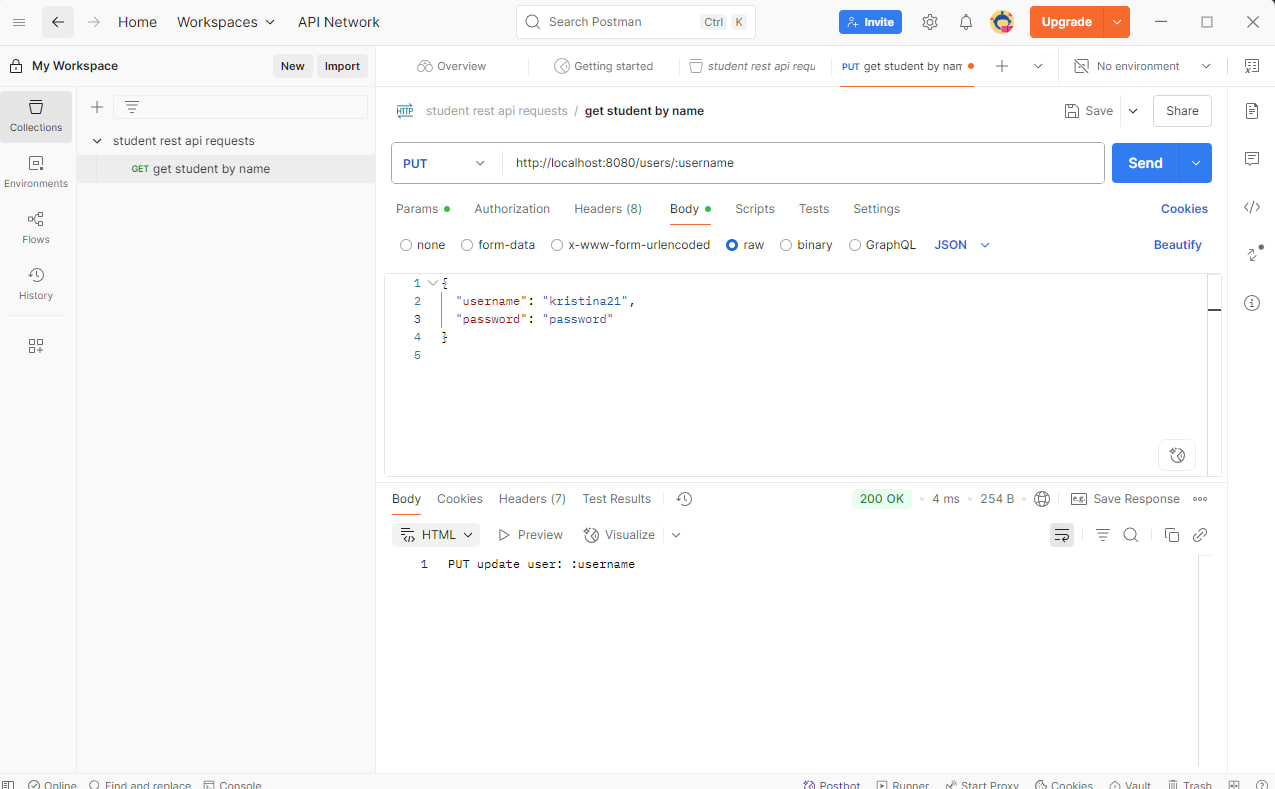 Home Workspaces API Network Search Postman Ctrl K Invite Upgrade
My Workspace New Import Overview Getting started student rest api requ PUT get student by nam No environment
Collections
Environments
Flows
History
student rest api requests
GET get student by name
HTTP student rest api requests / get student by name Save Share
PUT http://localhost:8080/users/:username Send
Params Authorization Headers (8) Body Scripts Tests Settings Cookies
none form-data x-www-form-urlencoded raw binary GraphQL JSON Beautify
1 {
2 "username": "kristina21",
3 "password": "password"
4 }
5
Body Cookies Headers (7) Test Results 200 OK • 4 ms • 254 B • e.g. Save Response
HTML Preview Visualize
1 PUT update user: :username
Online Find and replace Console Postbot Runner Start Proxy Cookies Vault Trash